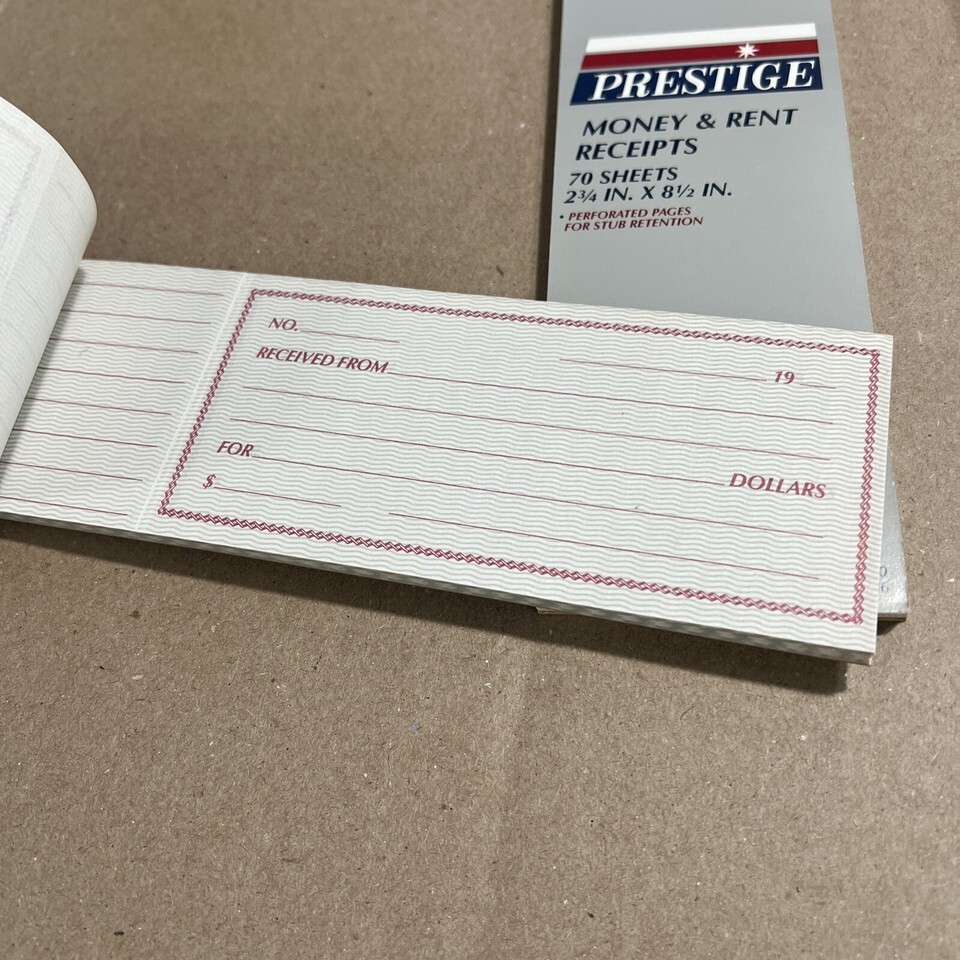 PRESTIGE
MONEY & RENT
RECEIPTS
70 SHEETS
2¾ IN. X 8½ IN.
• PERFORATED PAGES
FOR STUB RETENTION
NO.
19
RECEIVED FROM
DOLLARS
FOR
$